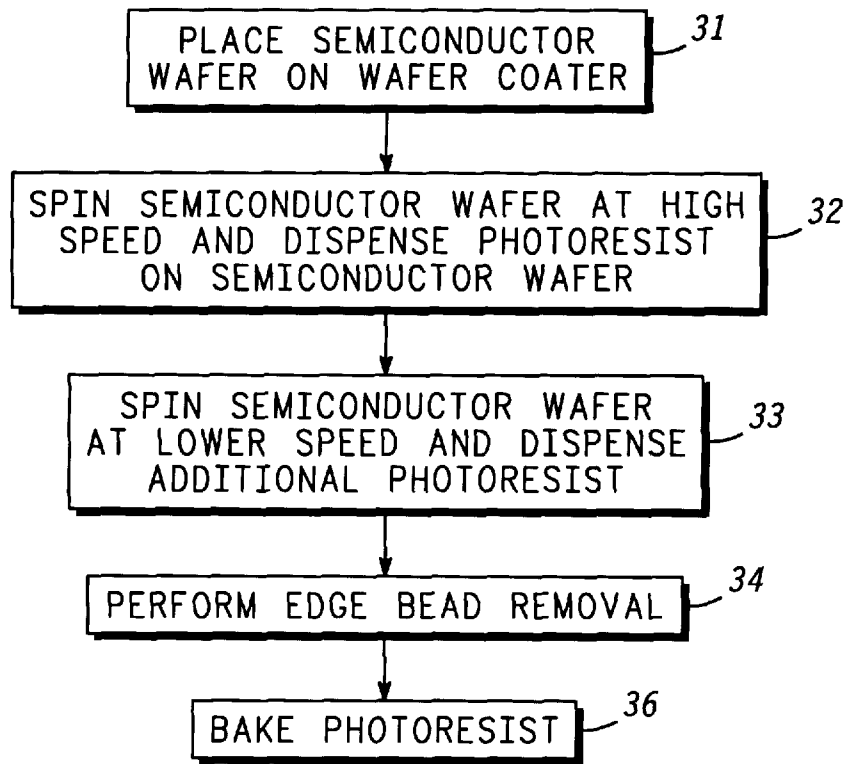 PLACE SEMICONDUCTOR
WAFER ON WAFER COATER
31
SPIN SEMICONDUCTOR WAFER AT HIGH
SPEED AND DISPENSE PHOTORESIST
ON SEMICONDUCTOR WAFER
32
SPIN SEMICONDUCTOR WAFER
AT LOWER SPEED AND DISPENSE
ADDITIONAL PHOTORESIST
33
PERFORM EDGE BEAD REMOVAL
34
BAKE PHOTORESIST
36